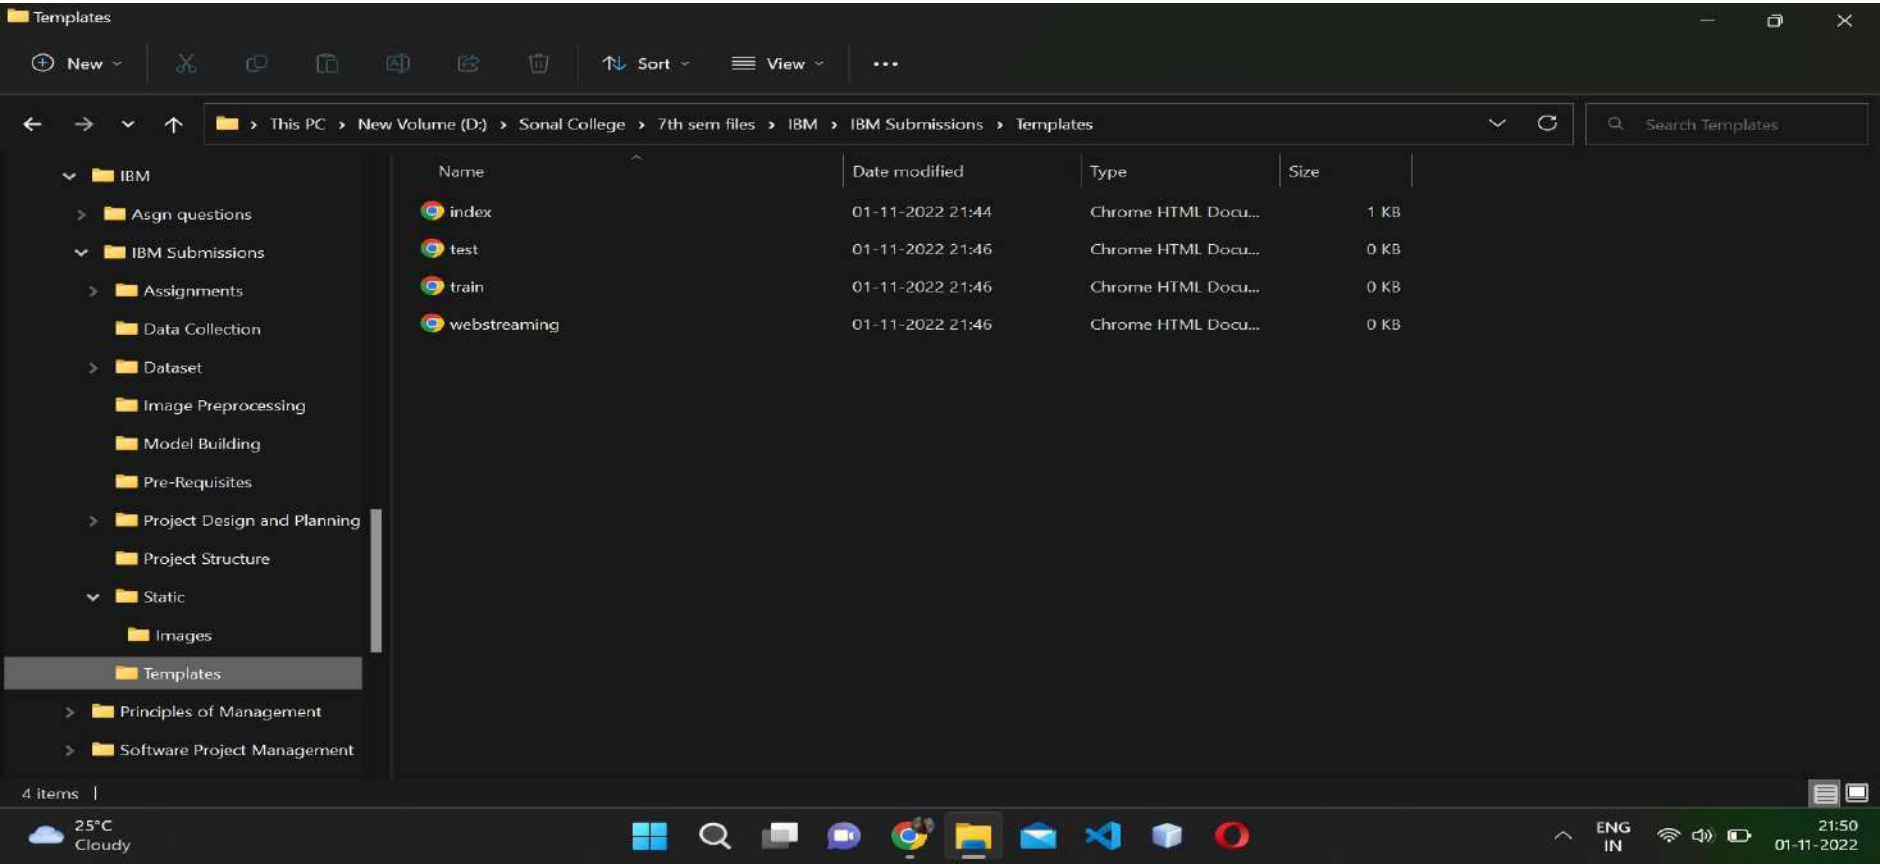 Templates
New
Sort
View
This PC > New Volume (D:) > Sonal College > 7th sem files > IBM > IBM Submissions > Templates
Search Templates
IBM
Asgn questions
IBM Submissions
Assignments
Data Collection
Dataset
Image Preprocessing
Model Building
Pre-Requisites
Project Design and Planning
Project Structure
Static
Images
Templates
Principles of Management
Software Project Management
Name Date modified Type Size
index 01-11-2022 21:44 Chrome HTML Docu... 1 KB
test 01-11-2022 21:46 Chrome HTML Docu... 0 KB
train 01-11-2022 21:46 Chrome HTML Docu... 0 KB
webstreaming 01-11-2022 21:46 Chrome HTML Docu... 0 KB
4 items
25°C
Cloudy
ENG
IN
21:50
01-11-2022